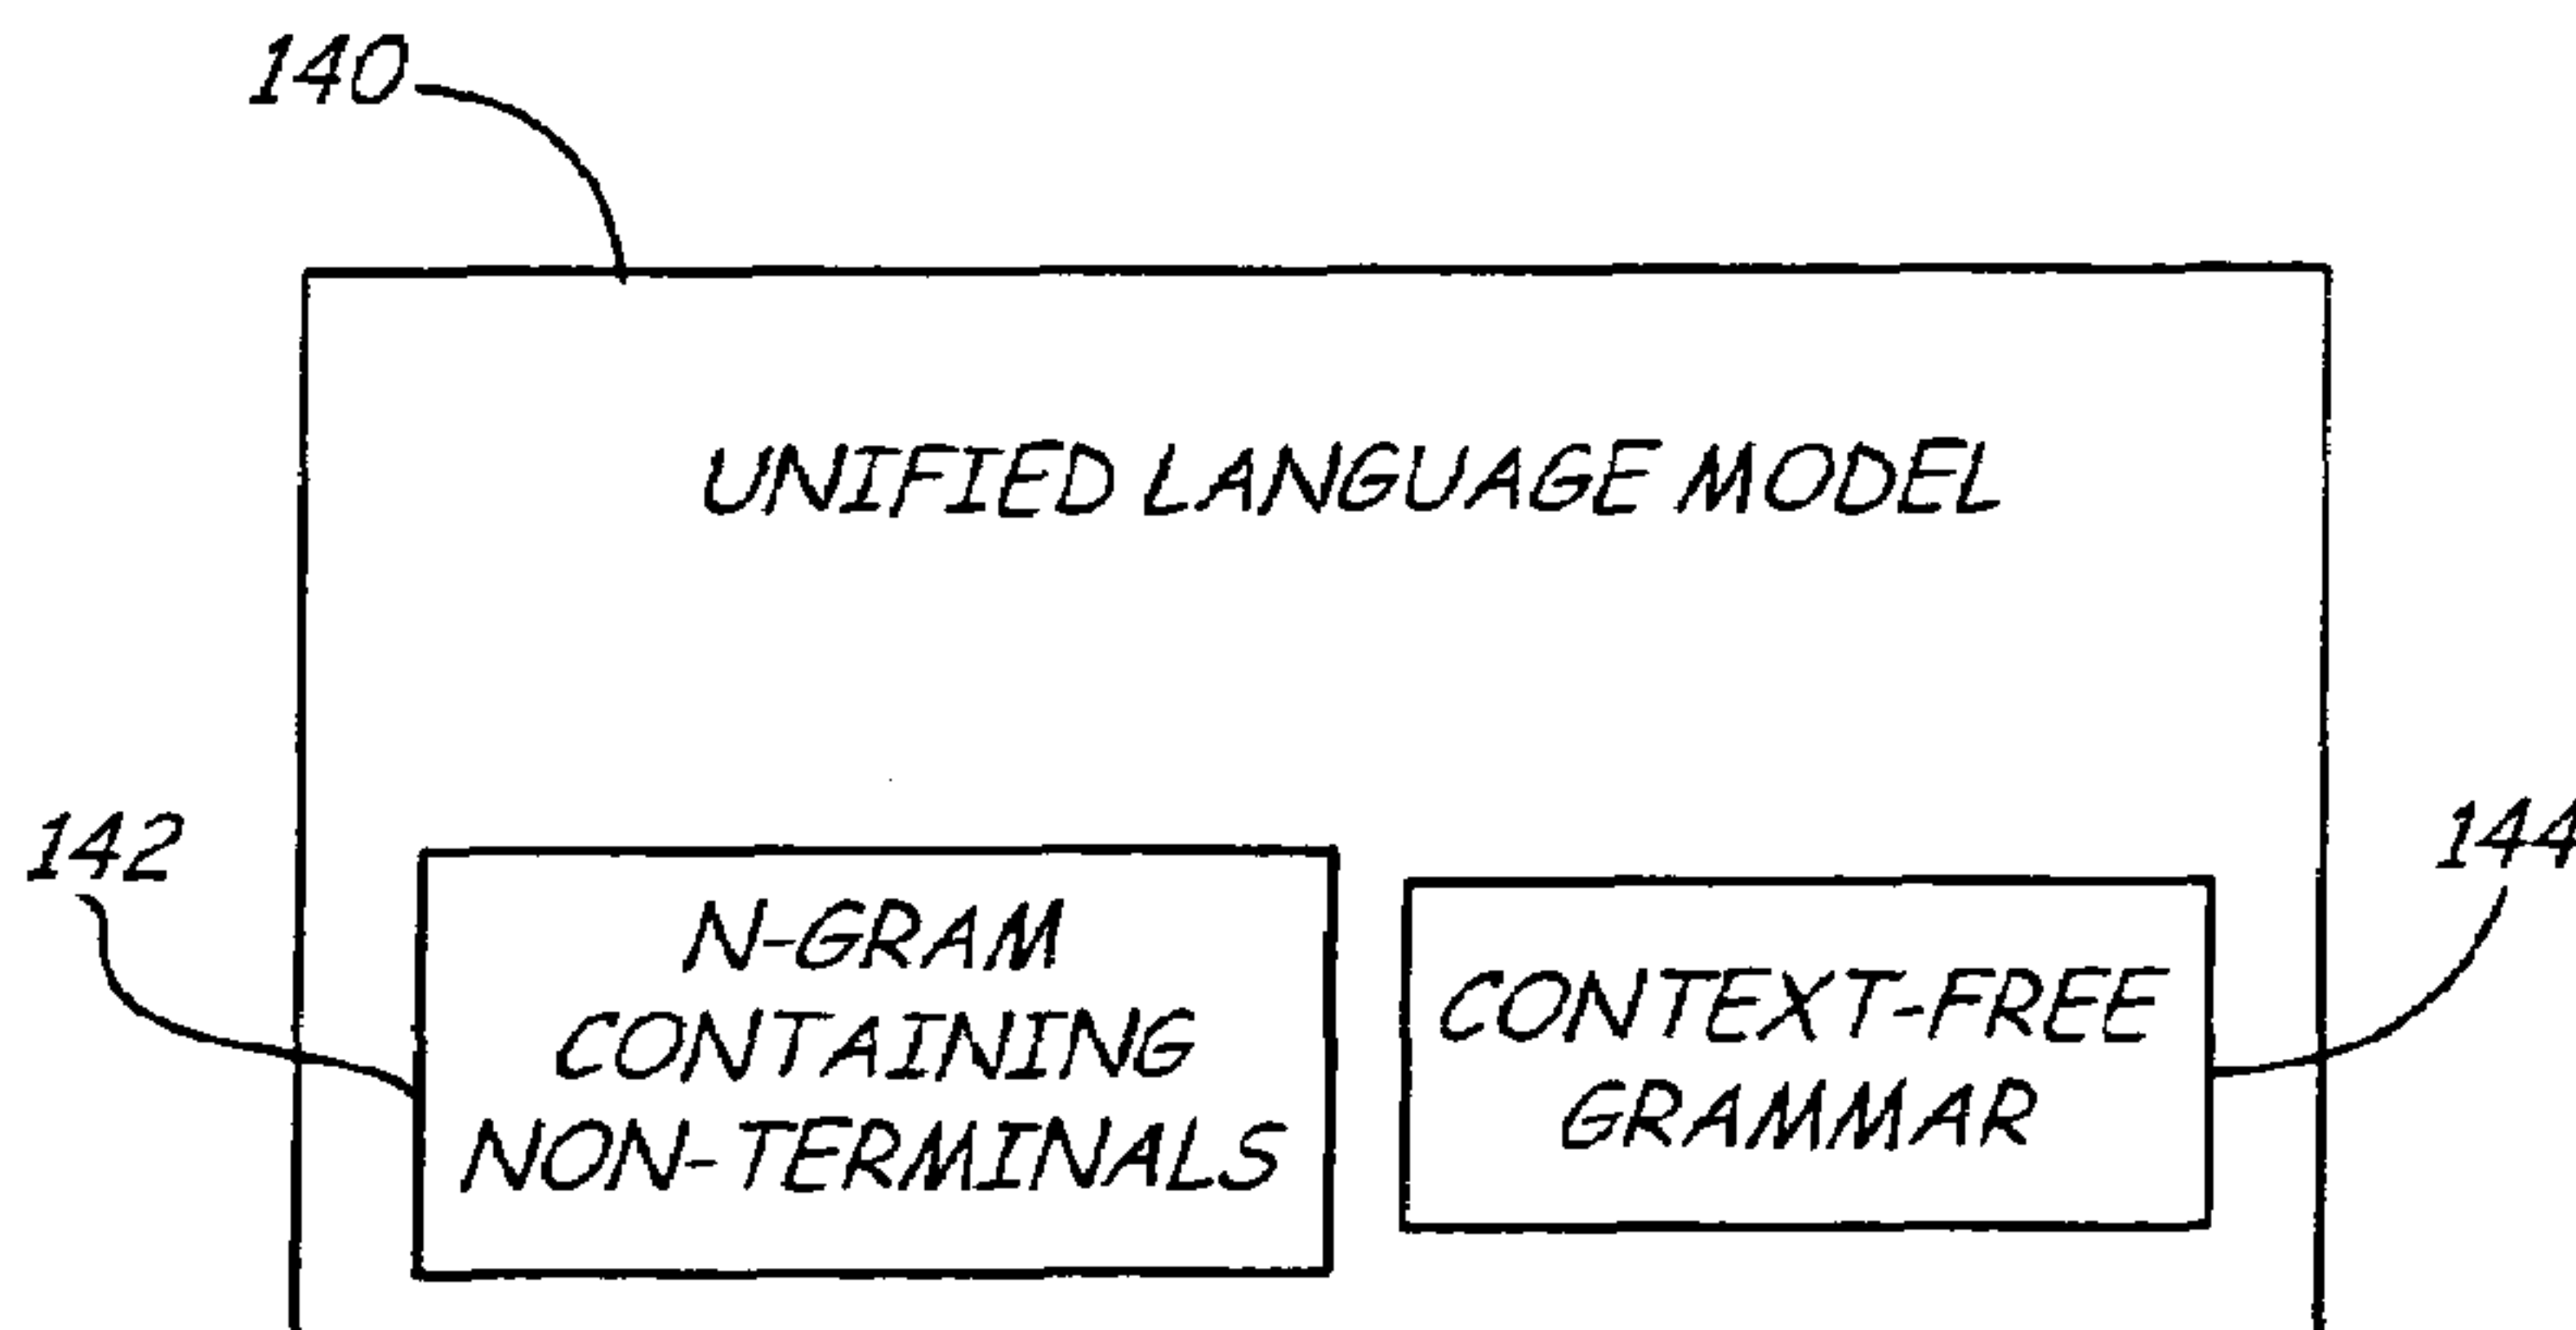 140
UNIFIED LANGUAGE MODEL
142
144
N-GRAM
CONTAINING
NON-TERMINALS
CONTEXT-FREE
GRAMMAR